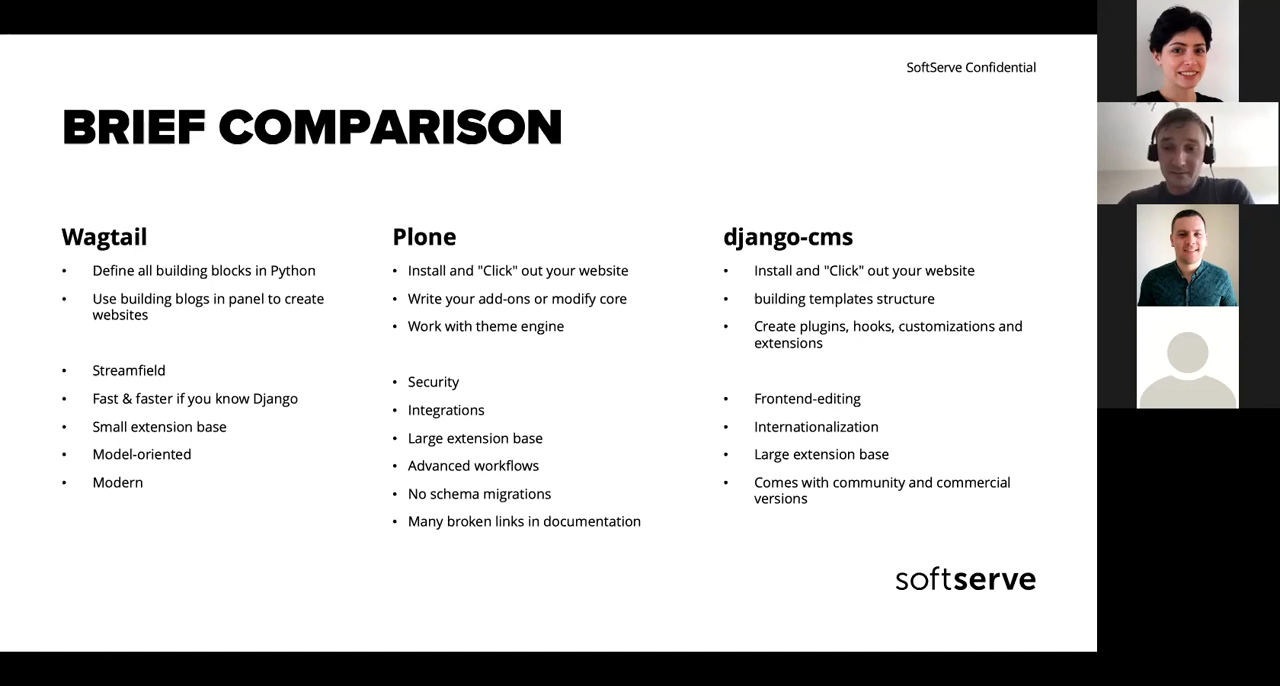 SoftServe Confidential
BRIEF COMPARISON
Wagtail
• Define all building blocks in Python
• Use building blogs in panel to create
websites
• Streamfield
• Fast & faster if you know Django
• Small extension base
• Model-oriented
• Modern
Plone
• Install and "Click" out your website
• Write your add-ons or modify core
• Work with theme engine
• Security
• Integrations
• Large extension base
• Advanced workflows
• No schema migrations
• Many broken links in documentation
django-cms
• Install and "Click" out your website
• building templates structure
• Create plugins, hooks, customizations and
extensions
• Frontend-editing
• Internationalization
• Large extension base
• Comes with community and commercial
versions
softserve